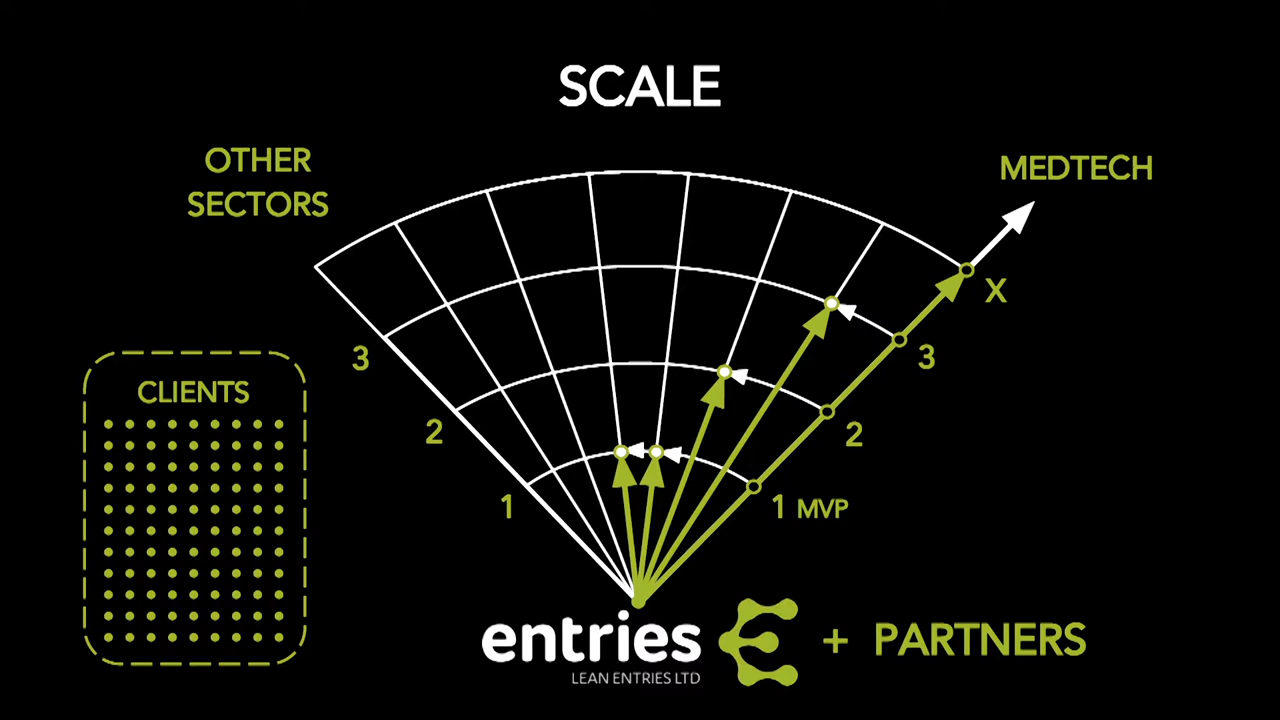 SCALE
OTHER
SECTORS
MEDTECH
X
3
3
CLIENTS
2
2
1
1 MVP
entries
+ PARTNERS
LEAN ENTRIES LTD